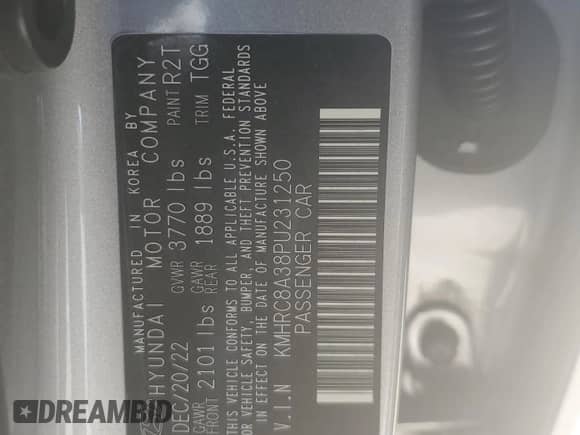 MANUFACTURED IN KOREA BY
HYUNDAI MOTOR COMPANY
DEC/20/22 GVWR 3770 lbs PAINT R2T
GAWR FRONT 2101 lbs GAWR REAR 1889 lbs TRIM TGG
THIS VEHICLE CONFORMS TO ALL APPLICABLE U.S.A. FEDERAL
MOTOR VEHICLE SAFETY, BUMPER, AND THEFT PREVENTION STANDARDS
IN EFFECT ON THE DATE OF MANUFACTURE SHOWN ABOVE
V.I.N KMHRC8A38PU231250
PASSENGER CAR
DREAMBID